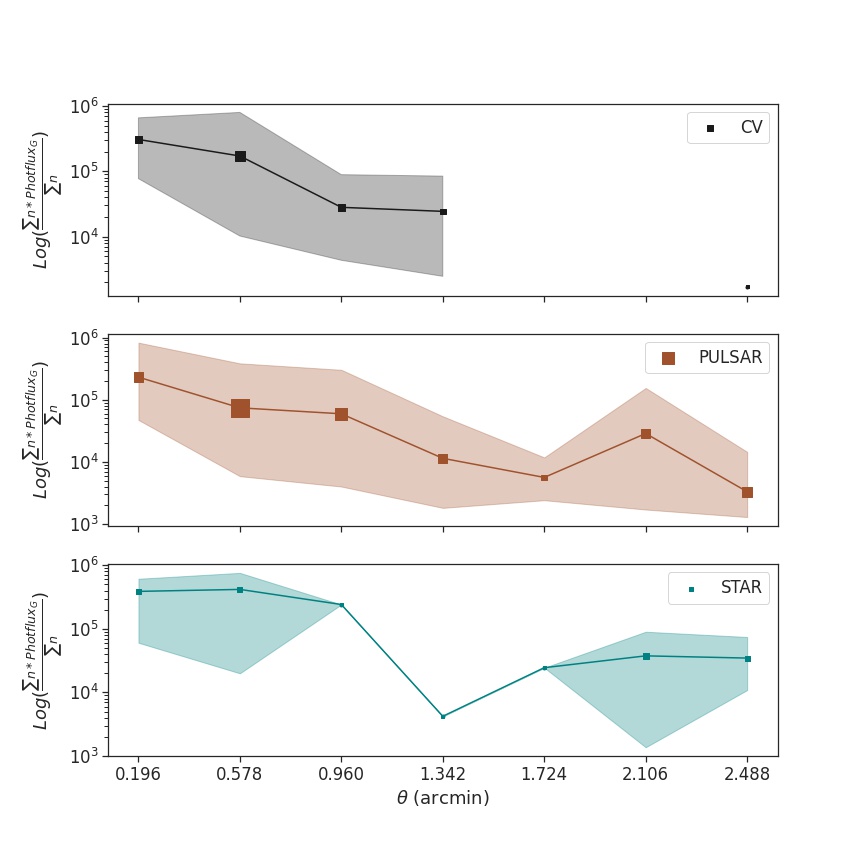 10^6
10^5
10^4
Log(∑n * Photflux_G / ∑n)
CV
10^6
10^5
10^4
10^3
Log(∑n * Photflux_G / ∑n)
PULSAR
10^6
10^5
10^4
10^3
Log(∑n * Photflux_G / ∑n)
STAR
0.196 0.578 0.960 1.342 1.724 2.106 2.488
θ (arcmin)